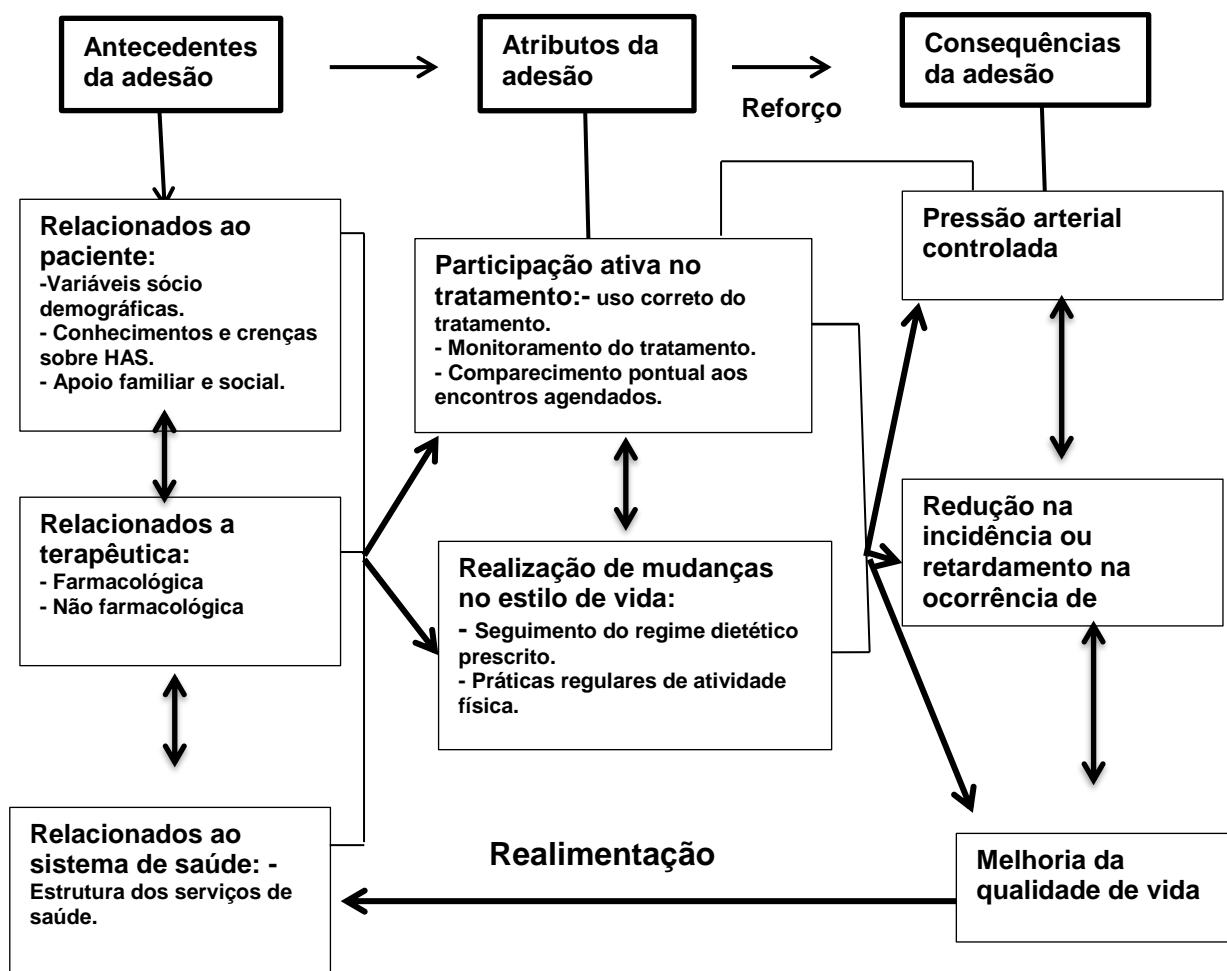 Antecedentes
da adesão
Atributos da
adesão
Reforço
Consequências
da adesão
Relacionados ao
paciente:
-Variáveis sócio
demográficas.
- Conhecimentos e crenças
sobre HAS.
- Apoio familiar e social.
Relacionados a
terapêutica:
- Farmacológica
- Não farmacológica
Relacionados ao
sistema de saúde: -
Estrutura dos serviços de
saúde.
Participação ativa no
tratamento:- uso correto do
tratamento.
- Monitoramento do tratamento.
- Comparecimento pontual aos
encontros agendados.
Realização de mudanças
no estilo de vida:
- Seguimento do regime dietético
prescrito.
- Práticas regulares de atividade
física.
Realimentação
Pressão arterial
controlada
Redução na
incidência ou
retardamento na
ocorrência de
Melhoria da
qualidade de vida